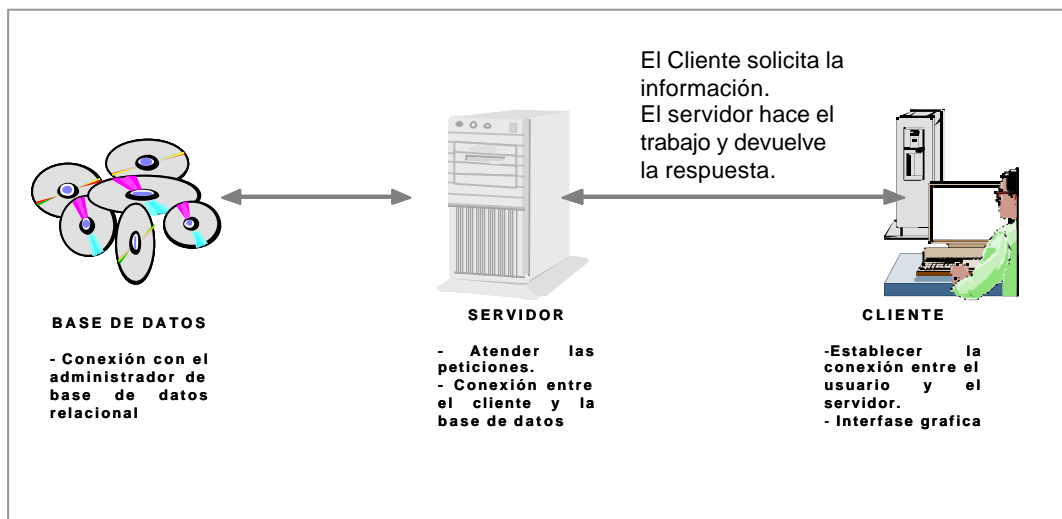 El Cliente solicita la
información.
El servidor hace el
trabajo y devuelve
la respuesta.
BASE DE DATOS
- Conexión con el
administrador de
base de datos
relacional
SERVIDOR
- Atender las
peticiones.
- Conexión entre
el cliente y la
base de datos
CLIENTE
-Establecer la
conexión entre el
usuario y el
servidor.
- Interfase grafica